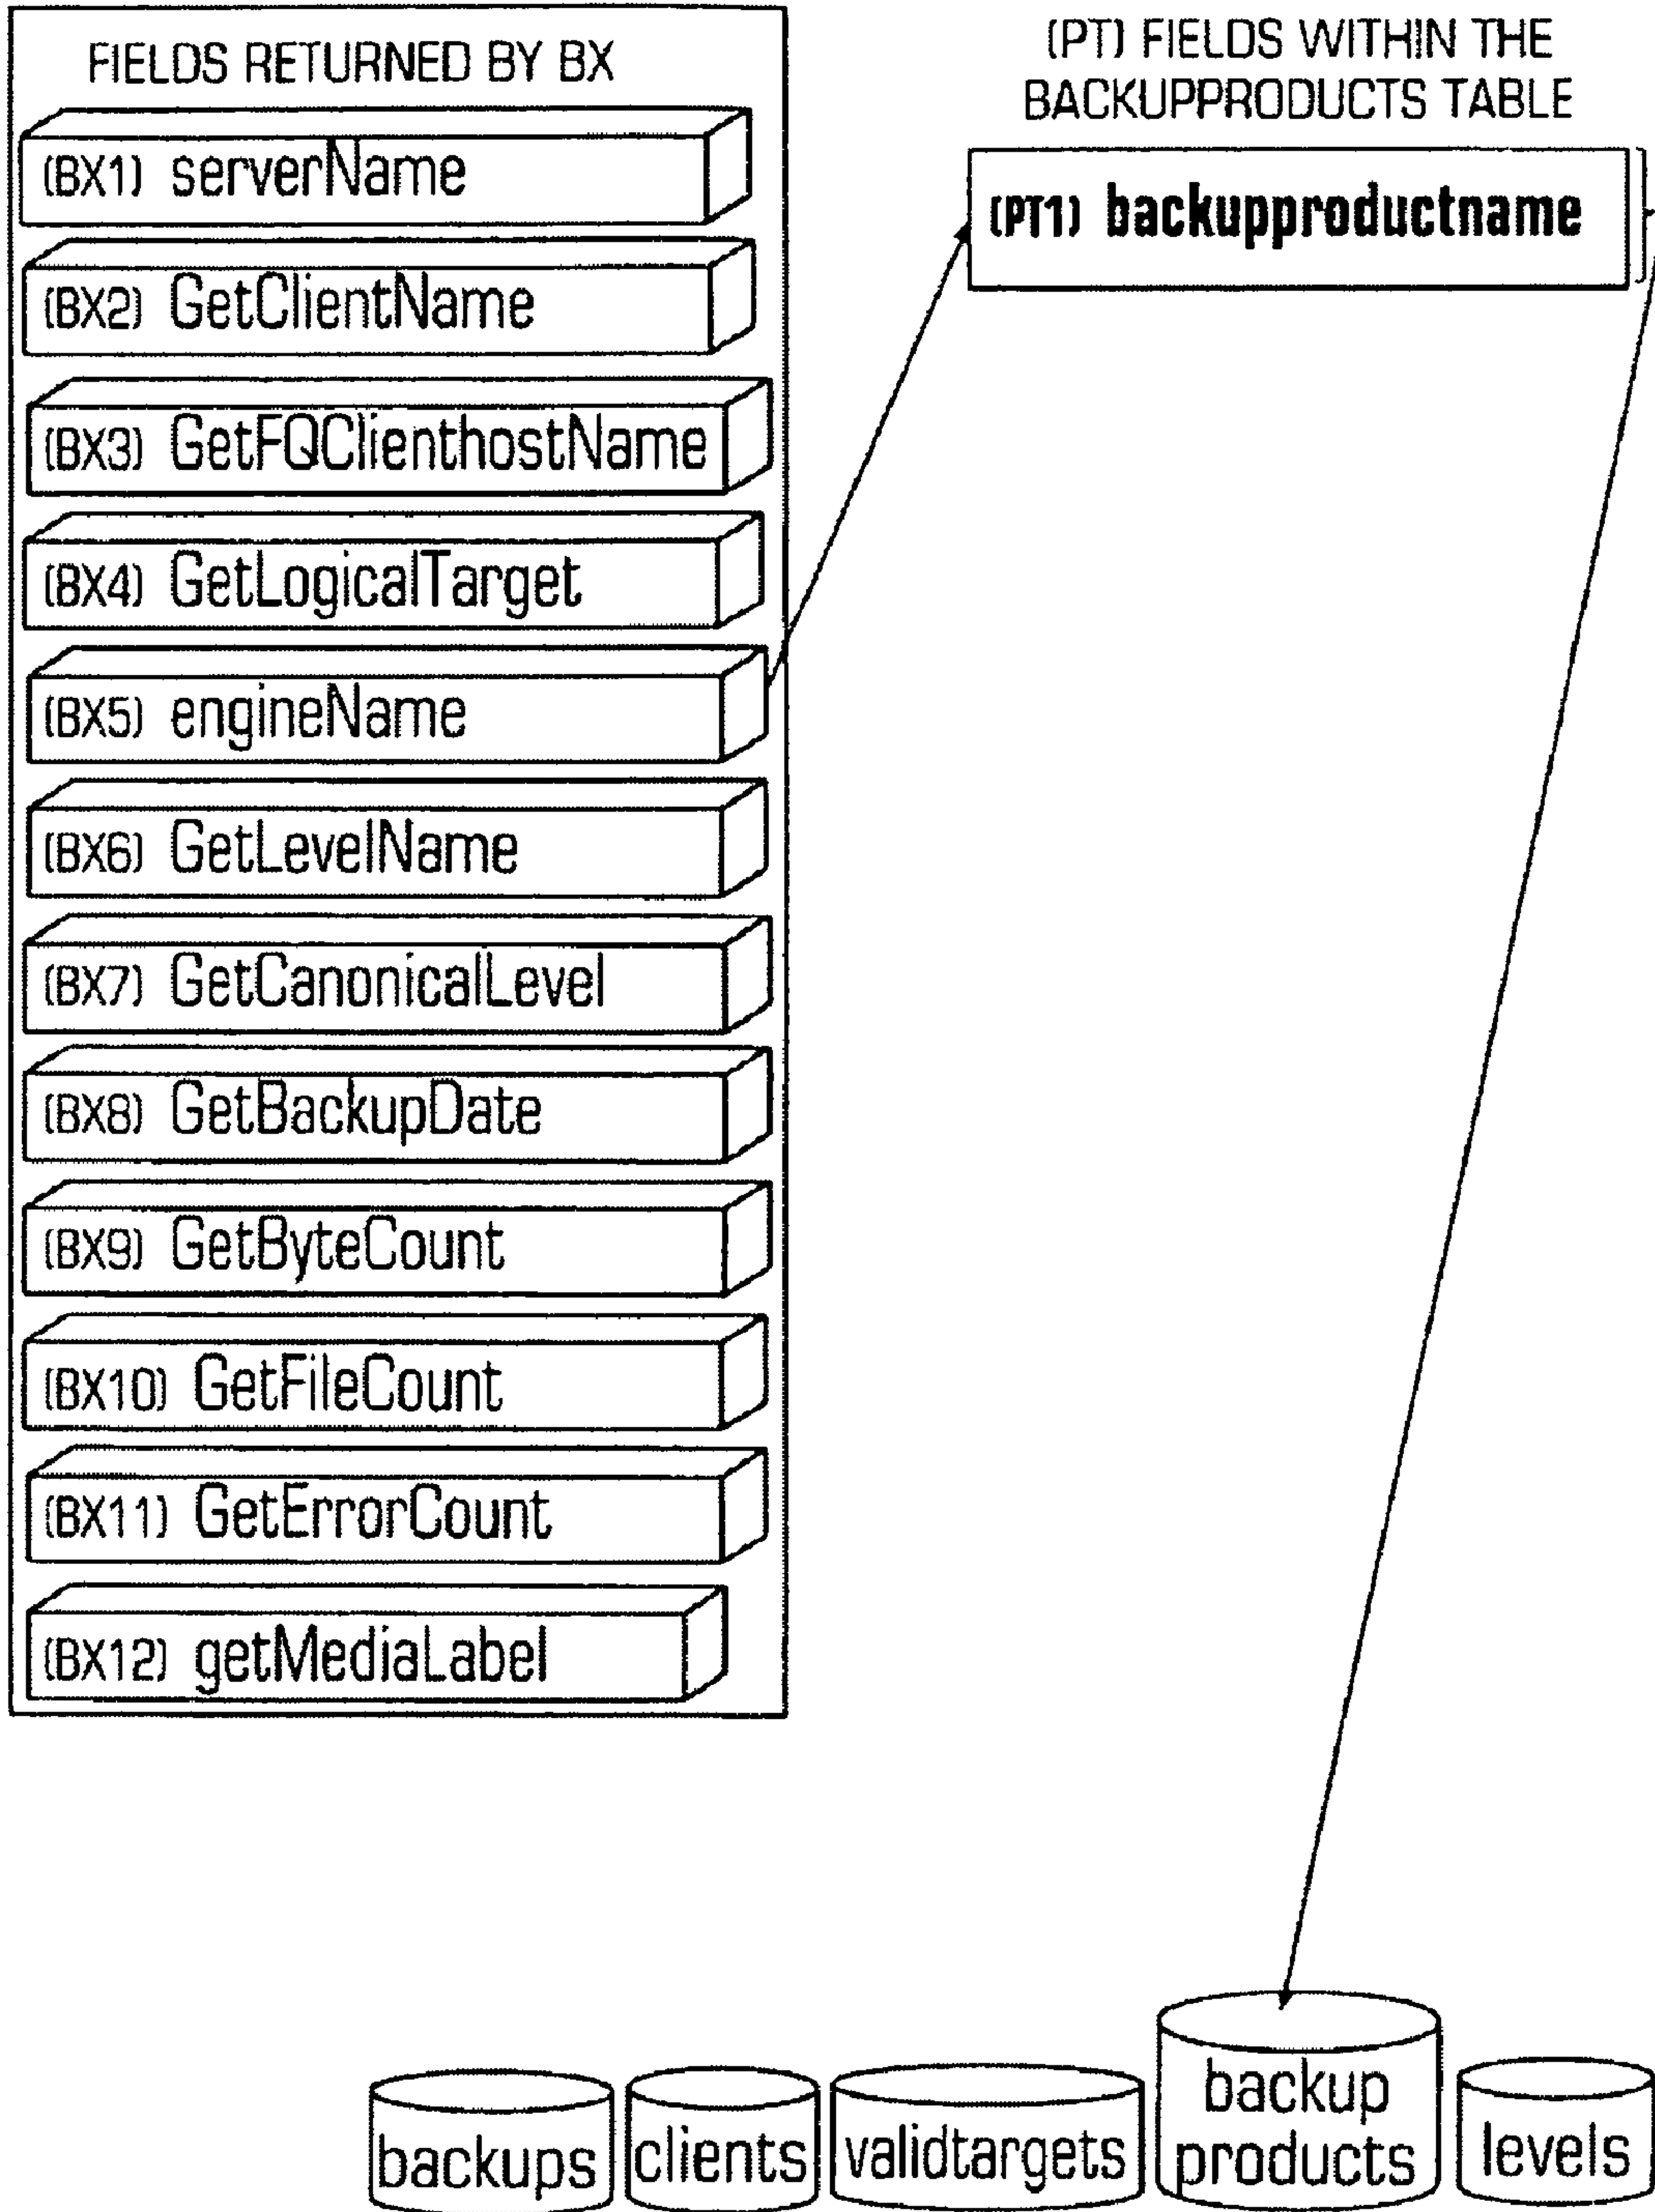 FIELDS RETURNED BY BX
(BX1) serverName
(BX2) GetClientName
(BX3) GetFQClienthostName
(BX4) GetLogicalTarget
(BX5) engineName
(BX6) GetLevelName
(BX7) GetCanonicalLevel
(BX8) GetBackupDate
(BX9) GetByteCount
(BX10) GetFileCount
(BX11) GetErrorCount
(BX12) getMediaLabel
(PT) FIELDS WITHIN THE
BACKUPPRODUCTS TABLE
(PT1) backupproductname
backups
clients
validtargets
backup
products
levels